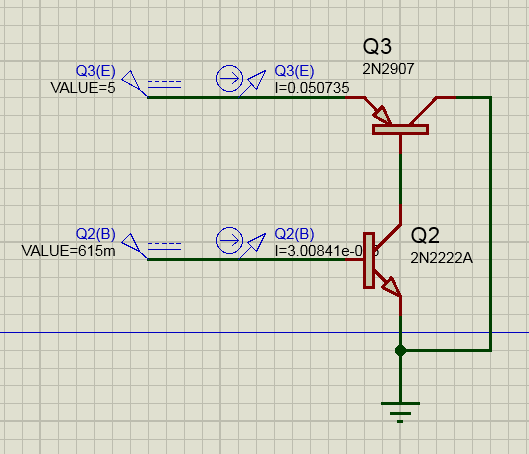 Q3
2N2907
Q3(E)
VALUE=5
Q3(E)
I=0.050735
Q2(B)
VALUE=615m
Q2(B)
I=3.00841e-0
Q2
2N2222A